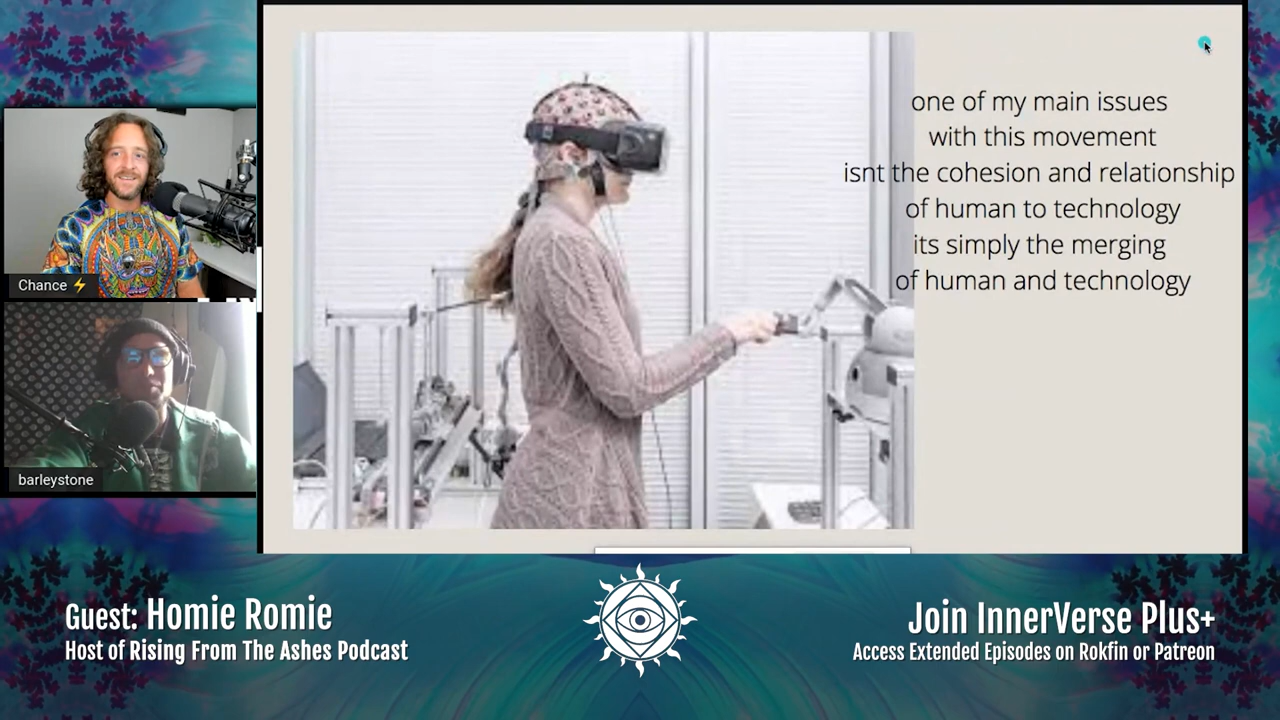 one of my main issues
with this movement
isnt the cohesion and relationship
of human to technology
its simply the merging
of human and technology
Chance ⚡
barleystone
Guest: Homie Romie
Host of Rising From The Ashes Podcast
Join InnerVerse Plus+
Access Extended Episodes on Rokfin or Patreon